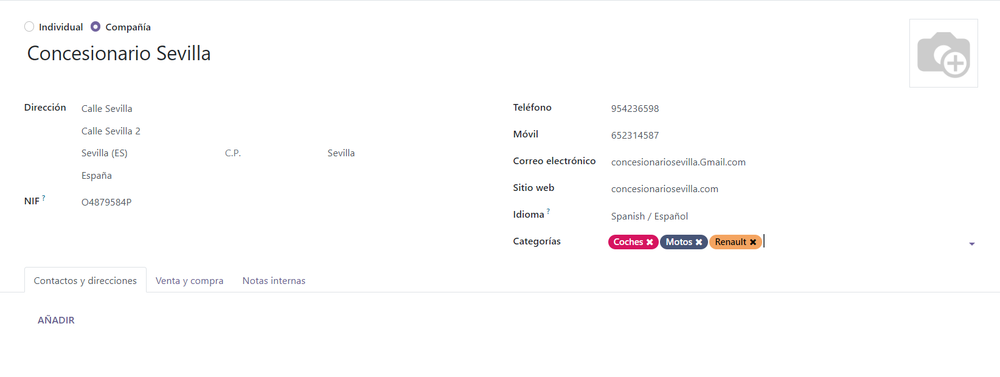 Individual Compañía
Concesionario Sevilla
Dirección Calle Sevilla
Calle Sevilla 2
Sevilla (ES) C.P. Sevilla
España
NIF ? O4879584P
Teléfono 954236598
Móvil 652314587
Correo electrónico concesionariosevilla.Gmail.com
Sitio web concesionariosevilla.com
Idioma ? Spanish / Español
Categorías Coches Motos Renault
Contactos y direcciones Venta y compra Notas internas
AÑADIR